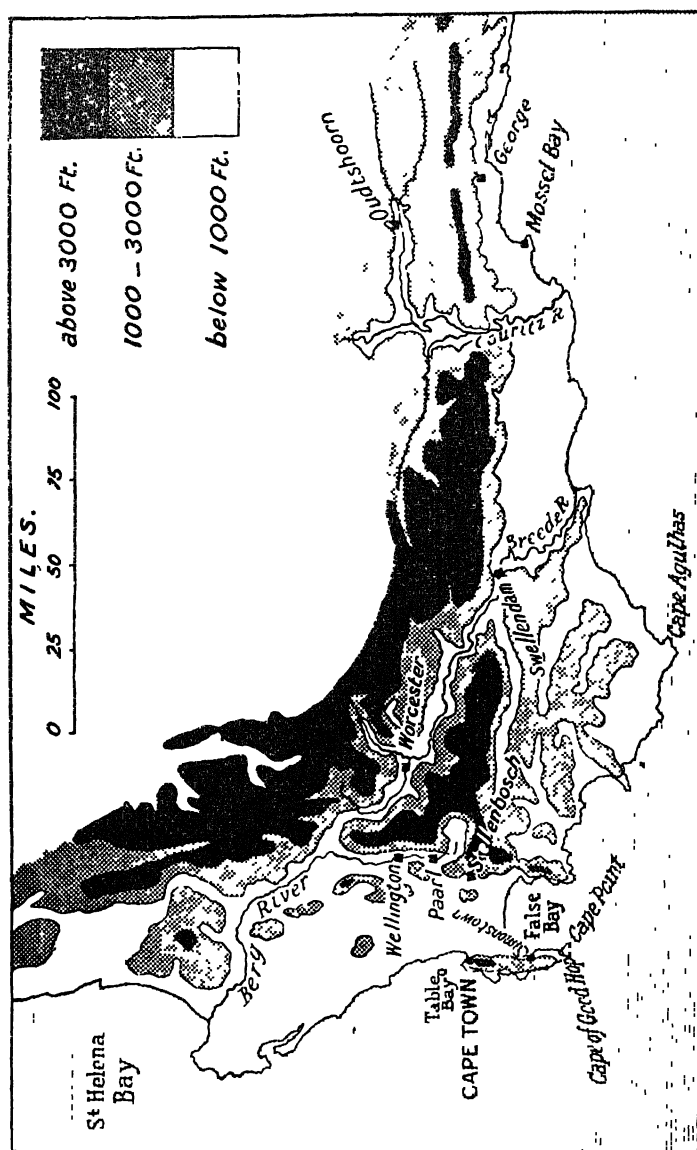 above 3000 Ft.
1000 – 3000 Ft.
below 1000 Ft.
MILES.
0 25 50 75 100
St Helena
Bay
Berg River
Wellington
Paarl
Stellenbosch
Worcester
Swellendam
Breede R
Gouritz R
Oudtshoorn
George
Mossel Bay
Table
Bay
CAPE TOWN
Simonstown
False
Bay
Cape Point
Cape of Good Hope
Cape Agulhas